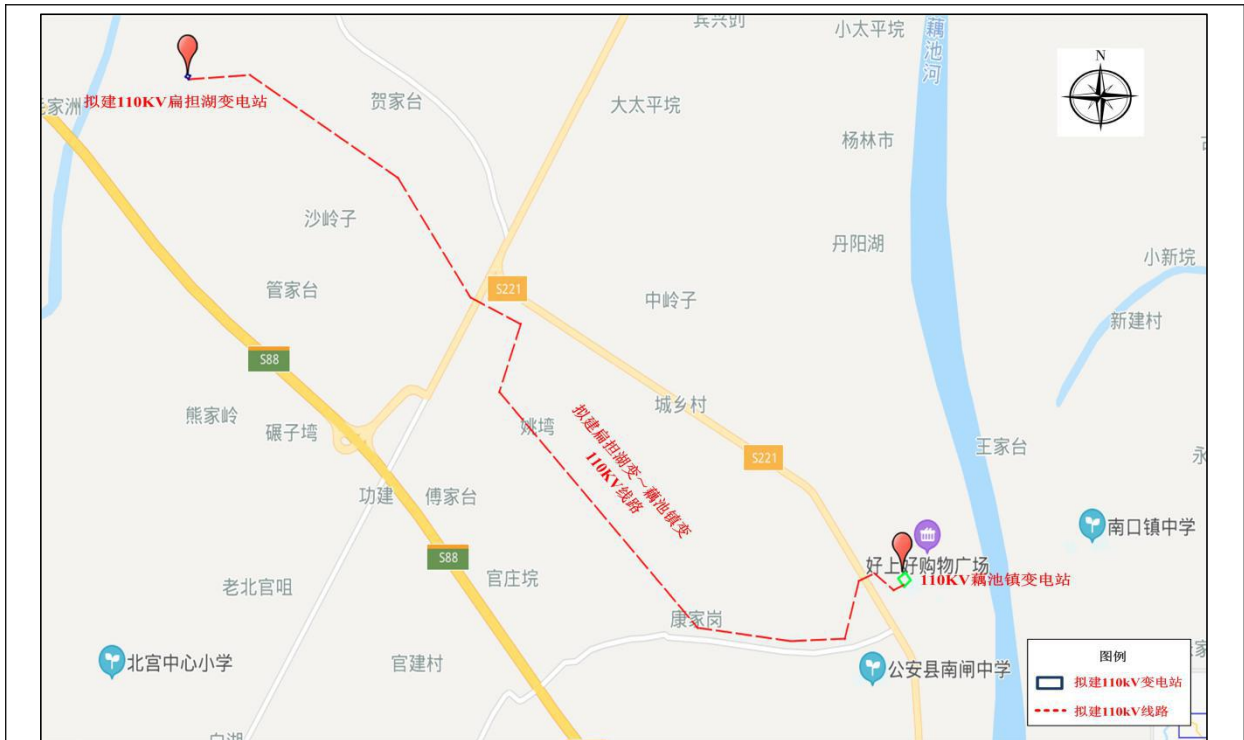 宾兴剅
小太平垸
藕池河
N
毛家洲
拟建110KV扁担湖变电站
贺家台
大太平垸
杨林市
沙岭子
丹阳湖
小新垸
管家台
S221
中岭子
新建村
S88
熊家岭
碾子塆
姚塆
城乡村
拟建扁担湖变～藕池镇变
110KV线路
S221
王家台
功建
傅家台
南口镇中学
S88
官庄垸
好上好购物广场
110KV藕池镇变电站
老北官咀
康家岗
北宫中心小学
官建村
公安县南闸中学
图例
拟建110kV变电站
拟建110kV线路